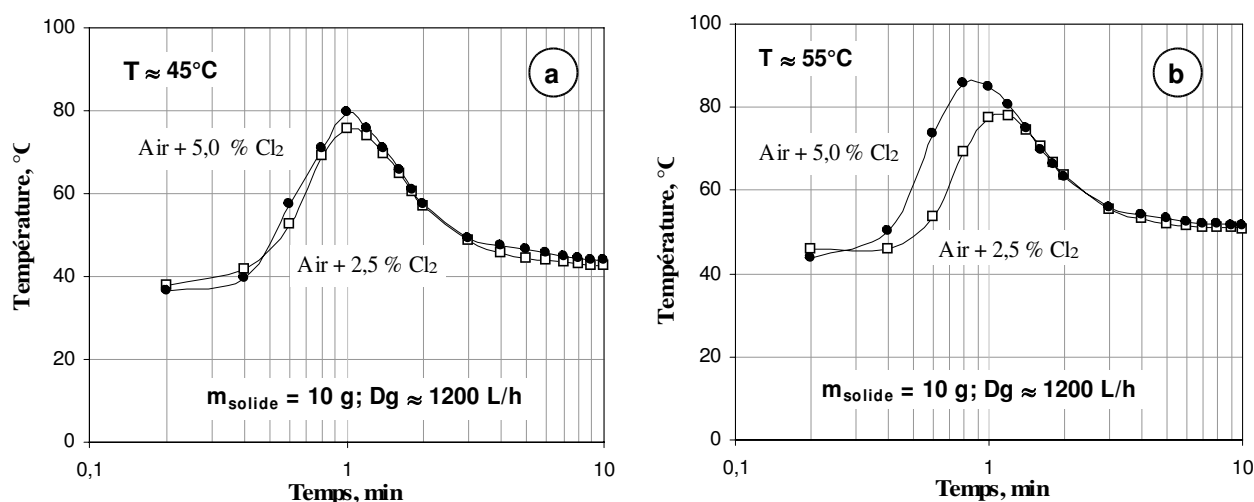 100
80
60
40
20
0
Température, °C
T ≈ 45°C
a
Air + 5,0 % Cl2
Air + 2,5 % Cl2
msolide = 10 g; Dg ≈ 1200 L/h
0,1
1
10
Temps, min
100
80
60
40
20
0
Température, °C
T ≈ 55°C
b
Air + 5,0 % Cl2
Air + 2,5 % Cl2
msolide = 10 g; Dg ≈ 1200 L/h
0,1
1
10
Temps, min